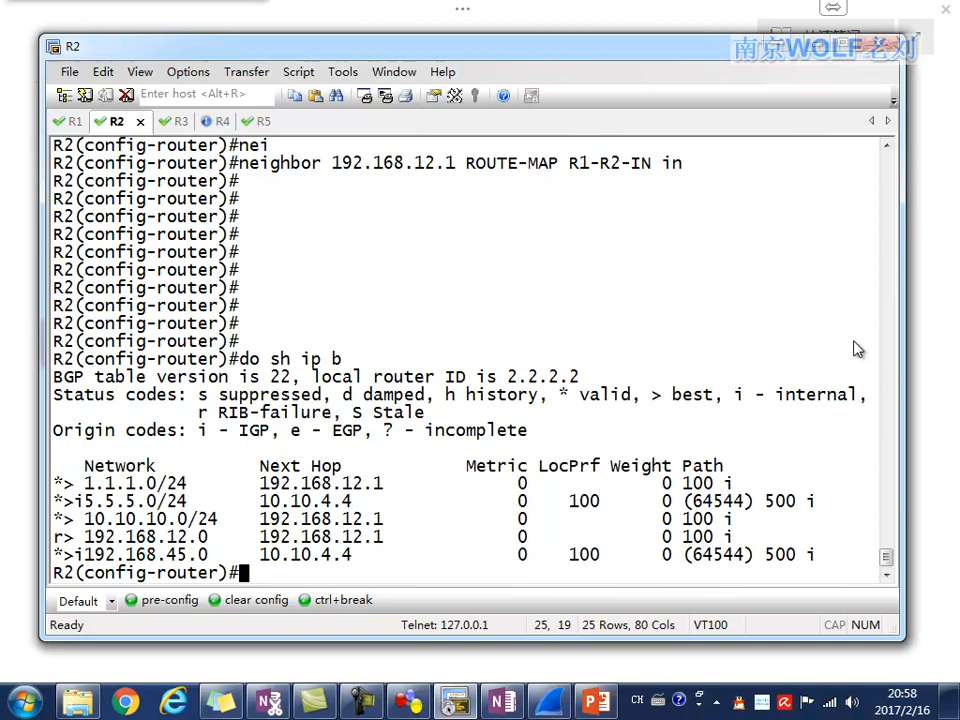 R2
南京WOLF老刘
File Edit View Options Transfer Script Tools Window Help
Enter host <Alt+R>
R1 R2 R3 R4 R5
R2(config-router)#nei
R2(config-router)#neighbor 192.168.12.1 ROUTE-MAP R1-R2-IN in
R2(config-router)#
R2(config-router)#
R2(config-router)#
R2(config-router)#
R2(config-router)#
R2(config-router)#
R2(config-router)#
R2(config-router)#
R2(config-router)#
R2(config-router)#
R2(config-router)#do sh ip b
BGP table version is 22, local router ID is 2.2.2.2
Status codes: s suppressed, d damped, h history, * valid, > best, i - internal,
r RIB-failure, S Stale
Origin codes: i - IGP, e - EGP, ? - incomplete
Network Next Hop Metric LocPrf Weight Path
*> 1.1.1.0/24 192.168.12.1 0 0 100 i
*>i5.5.5.0/24 10.10.4.4 0 100 0 (64544) 500 i
*> 10.10.10.0/24 192.168.12.1 0 0 100 i
r> 192.168.12.0 192.168.12.1 0 0 100 i
*>i192.168.45.0 10.10.4.4 0 100 0 (64544) 500 i
R2(config-router)#
Default pre-config clear config ctrl+break
Ready Telnet: 127.0.0.1 25, 19 25 Rows, 80 Cols VT100 CAP NUM
CH
20:58
2017/2/16